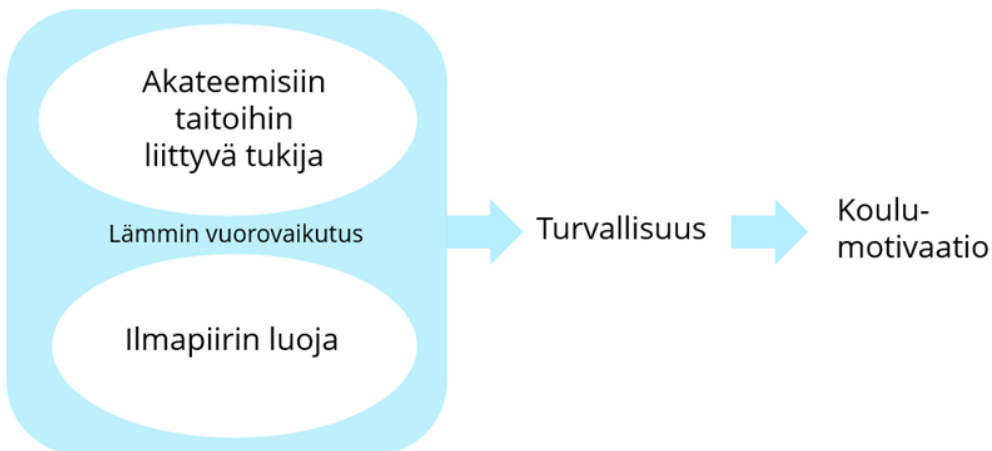 Akateemisiin
taitoihin
liittyvä tukija
Lämmin vuorovaikutus
Ilmapiirin luoja
Turvallisuus
Koulu-
motivaatio